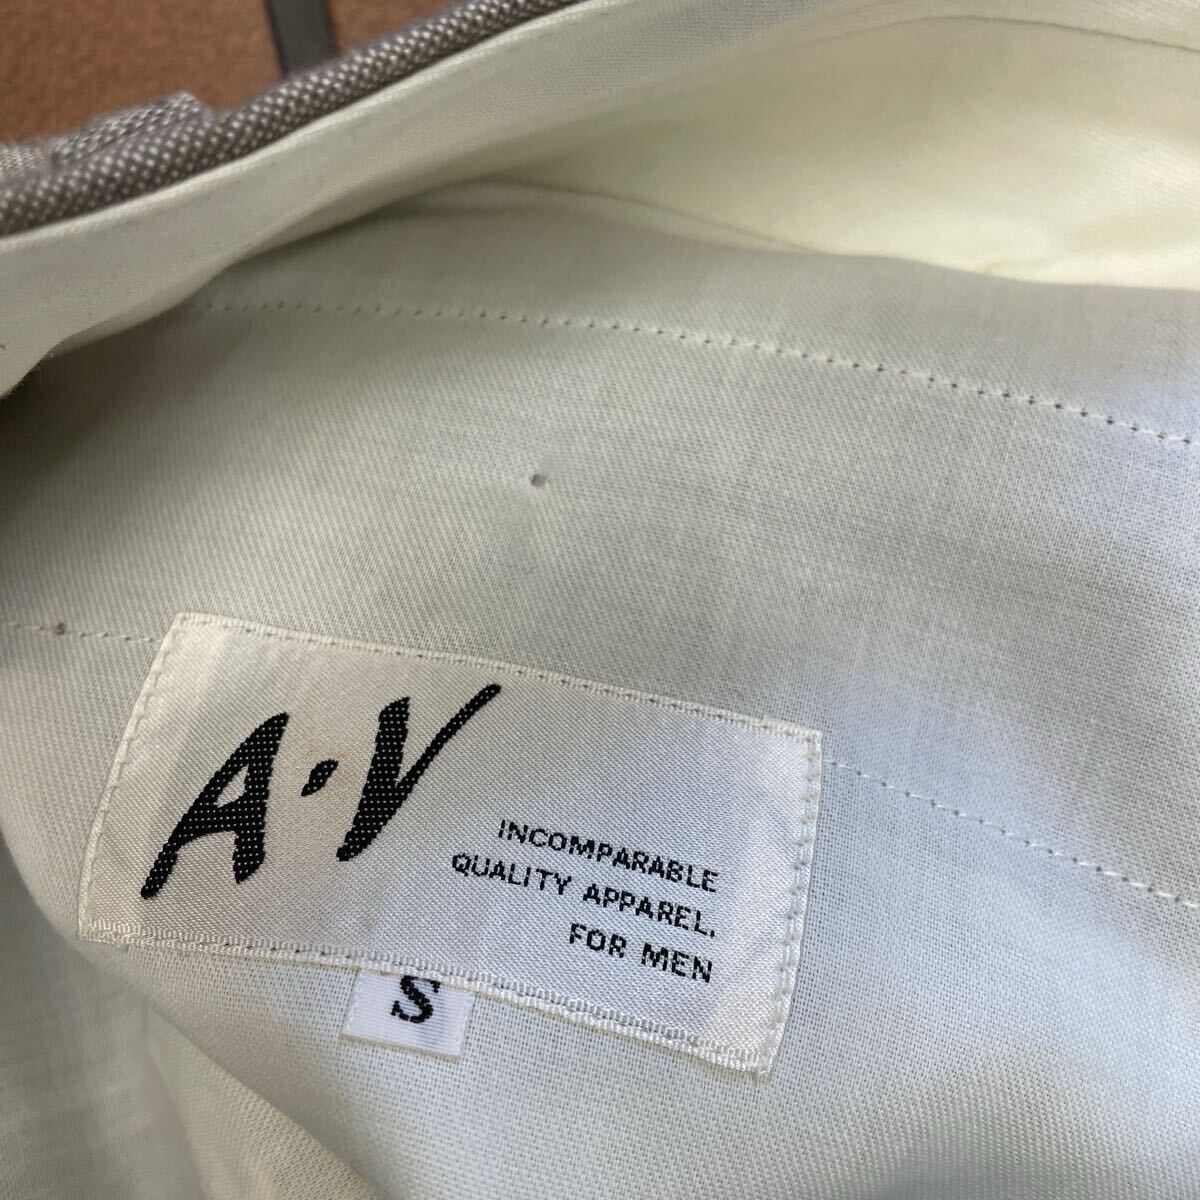 A·V
INCOMPARABLE
QUALITY APPAREL.
FOR MEN
S